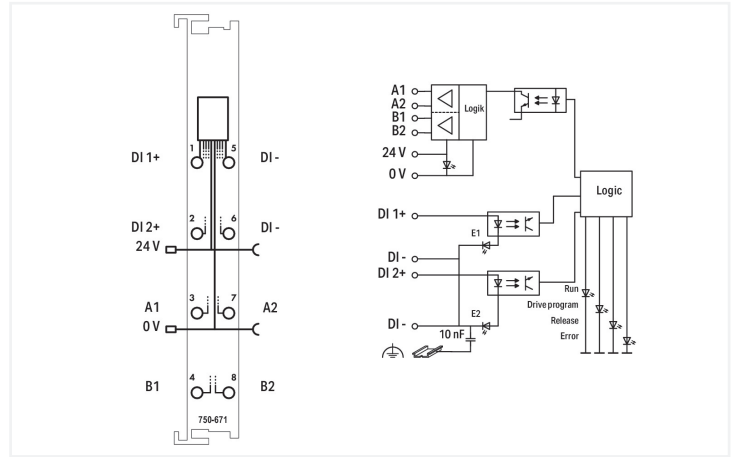 1 5
DI 1+ DI -
2 6
DI 2+ DI -
24 V
3 7
A1 A2
0 V
4 8
B1 B2
750-671
A1
A2
B1
B2
Logik
24 V
0 V
Logic
DI 1+
E1
DI -
DI 2+
Run
Drive program
E2
Release
DI -
10 nF
Error